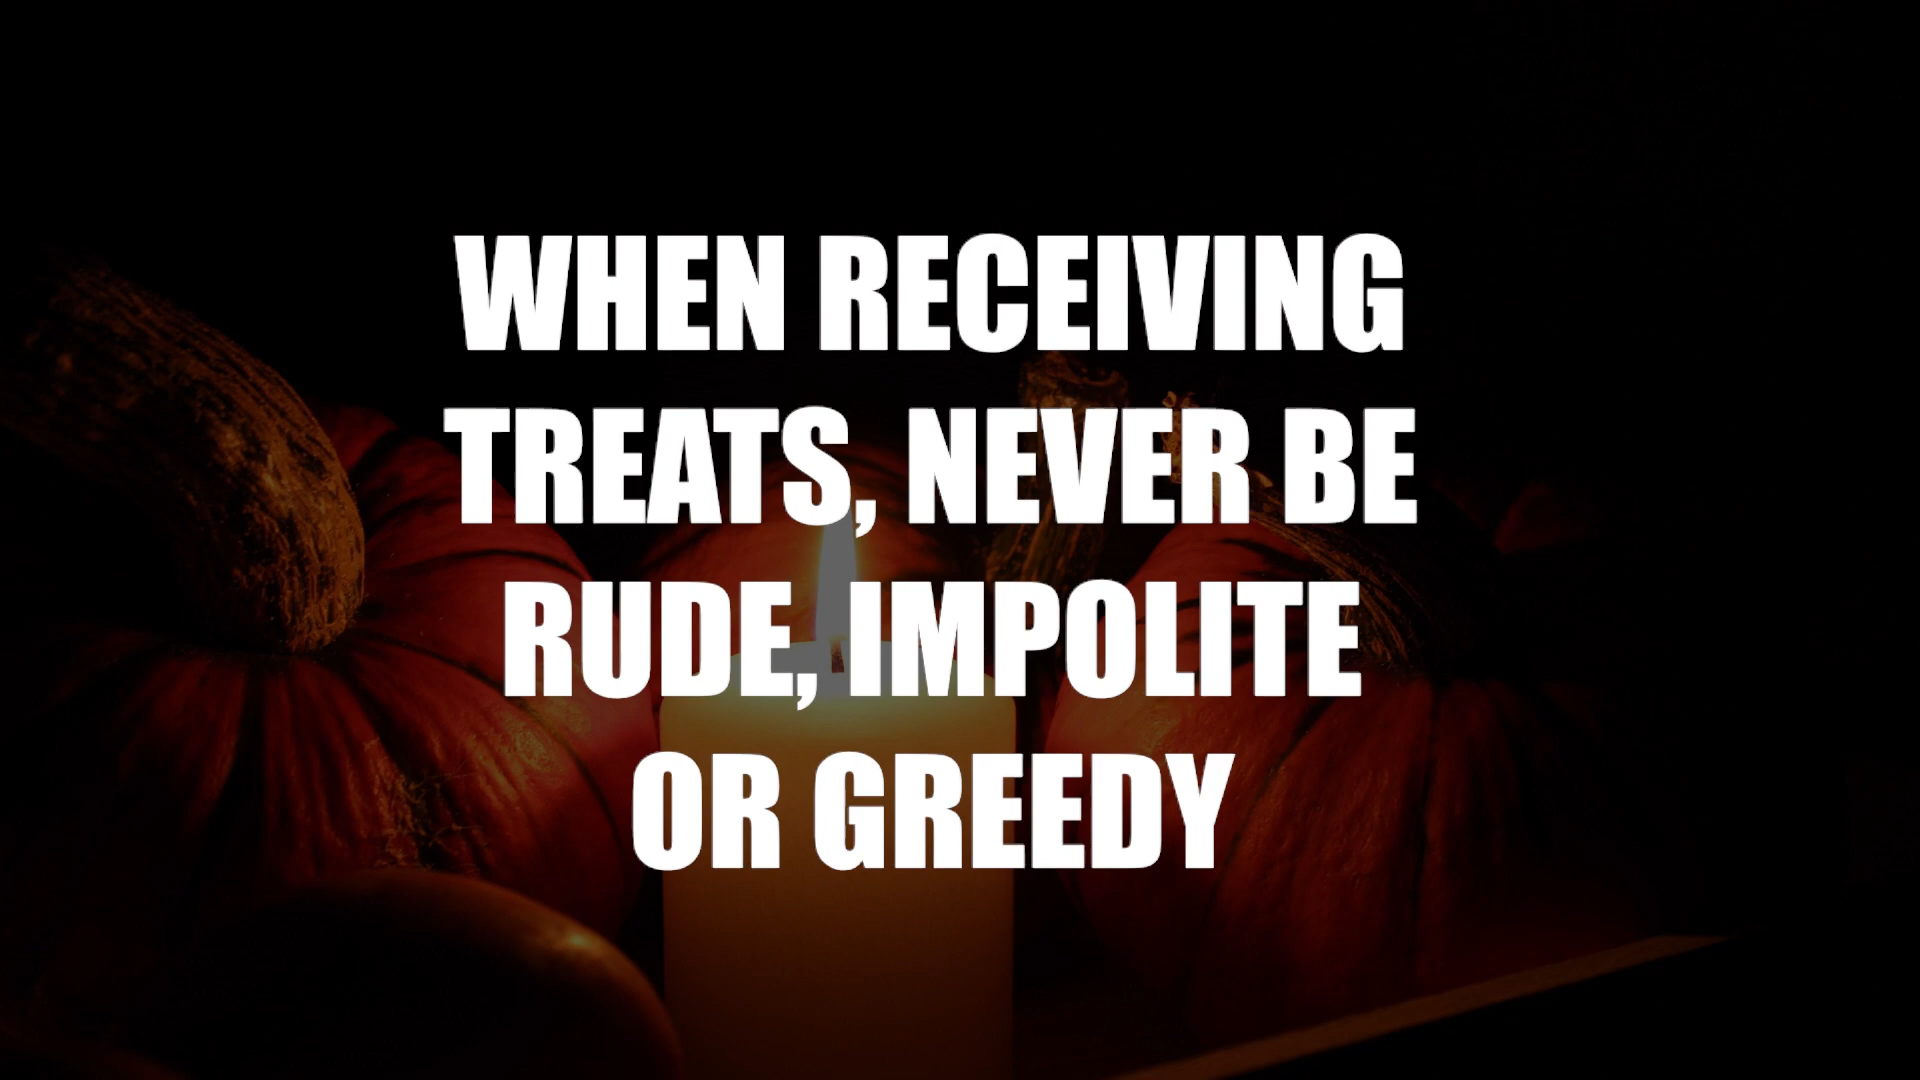 WHEN RECEIVING
TREATS, NEVER BE
RUDE, IMPOLITE
OR GREEDY